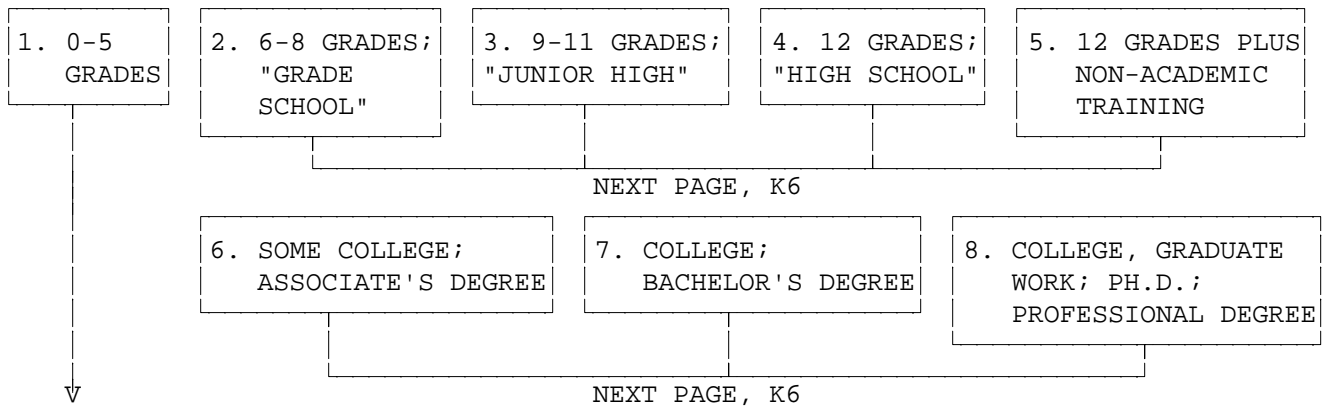 1. 0-5 GRADES
2. 6-8 GRADES; "GRADE SCHOOL"
3. 9-11 GRADES; "JUNIOR HIGH"
4. 12 GRADES; "HIGH SCHOOL"
5. 12 GRADES PLUS NON-ACADEMIC TRAINING
NEXT PAGE, K6
6. SOME COLLEGE; ASSOCIATE'S DEGREE
7. COLLEGE; BACHELOR'S DEGREE
8. COLLEGE, GRADUATE WORK; PH.D.; PROFESSIONAL DEGREE
NEXT PAGE, K6